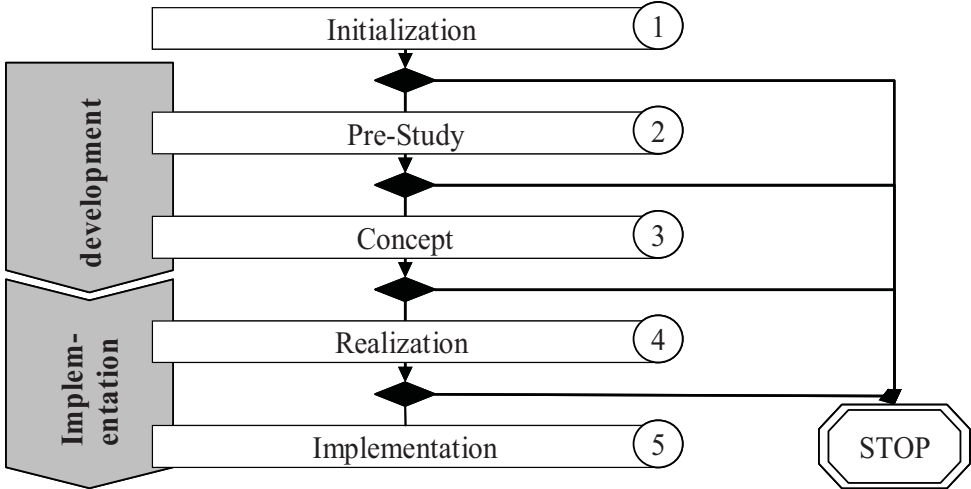 Initialization
1
development
Pre-Study
2
Concept
3
Implem-
entation
Realization
4
Implementation
5
STOP